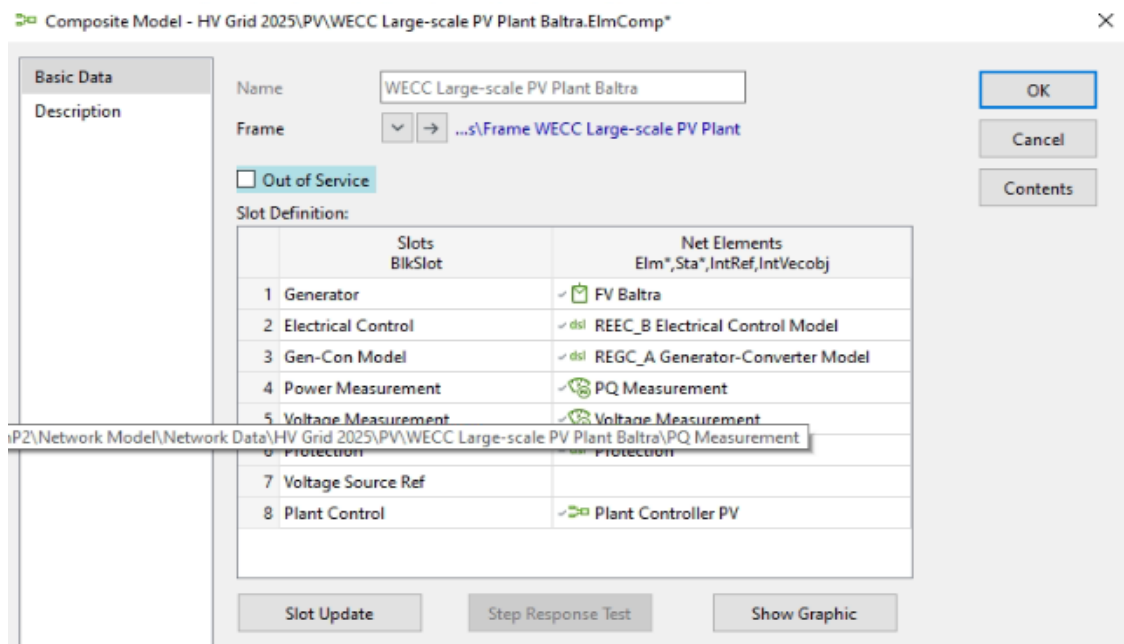 Composite Model - HV Grid 2025\PV\WECC Large-scale PV Plant Baltra.ElmComp*
Basic Data
Description
Name WECC Large-scale PV Plant Baltra
Frame ...s\Frame WECC Large-scale PV Plant
Out of Service
Slot Definition:
Slots Net Elements
BlkSlot Elm*,Sta*,IntRef,IntVecobj
1 Generator FV Baltra
2 Electrical Control dsl REEC_B Electrical Control Model
3 Gen-Con Model dsl REGC_A Generator-Converter Model
4 Power Measurement PQ Measurement
5 Voltage Measurement Voltage Measurement
P2\Network Model\Network Data\HV Grid 2025\PV\WECC Large-scale PV Plant Baltra\PQ Measurement
6 Protection dsl Protection
7 Voltage Source Ref
8 Plant Control Plant Controller PV
Slot Update Step Response Test Show Graphic
OK
Cancel
Contents